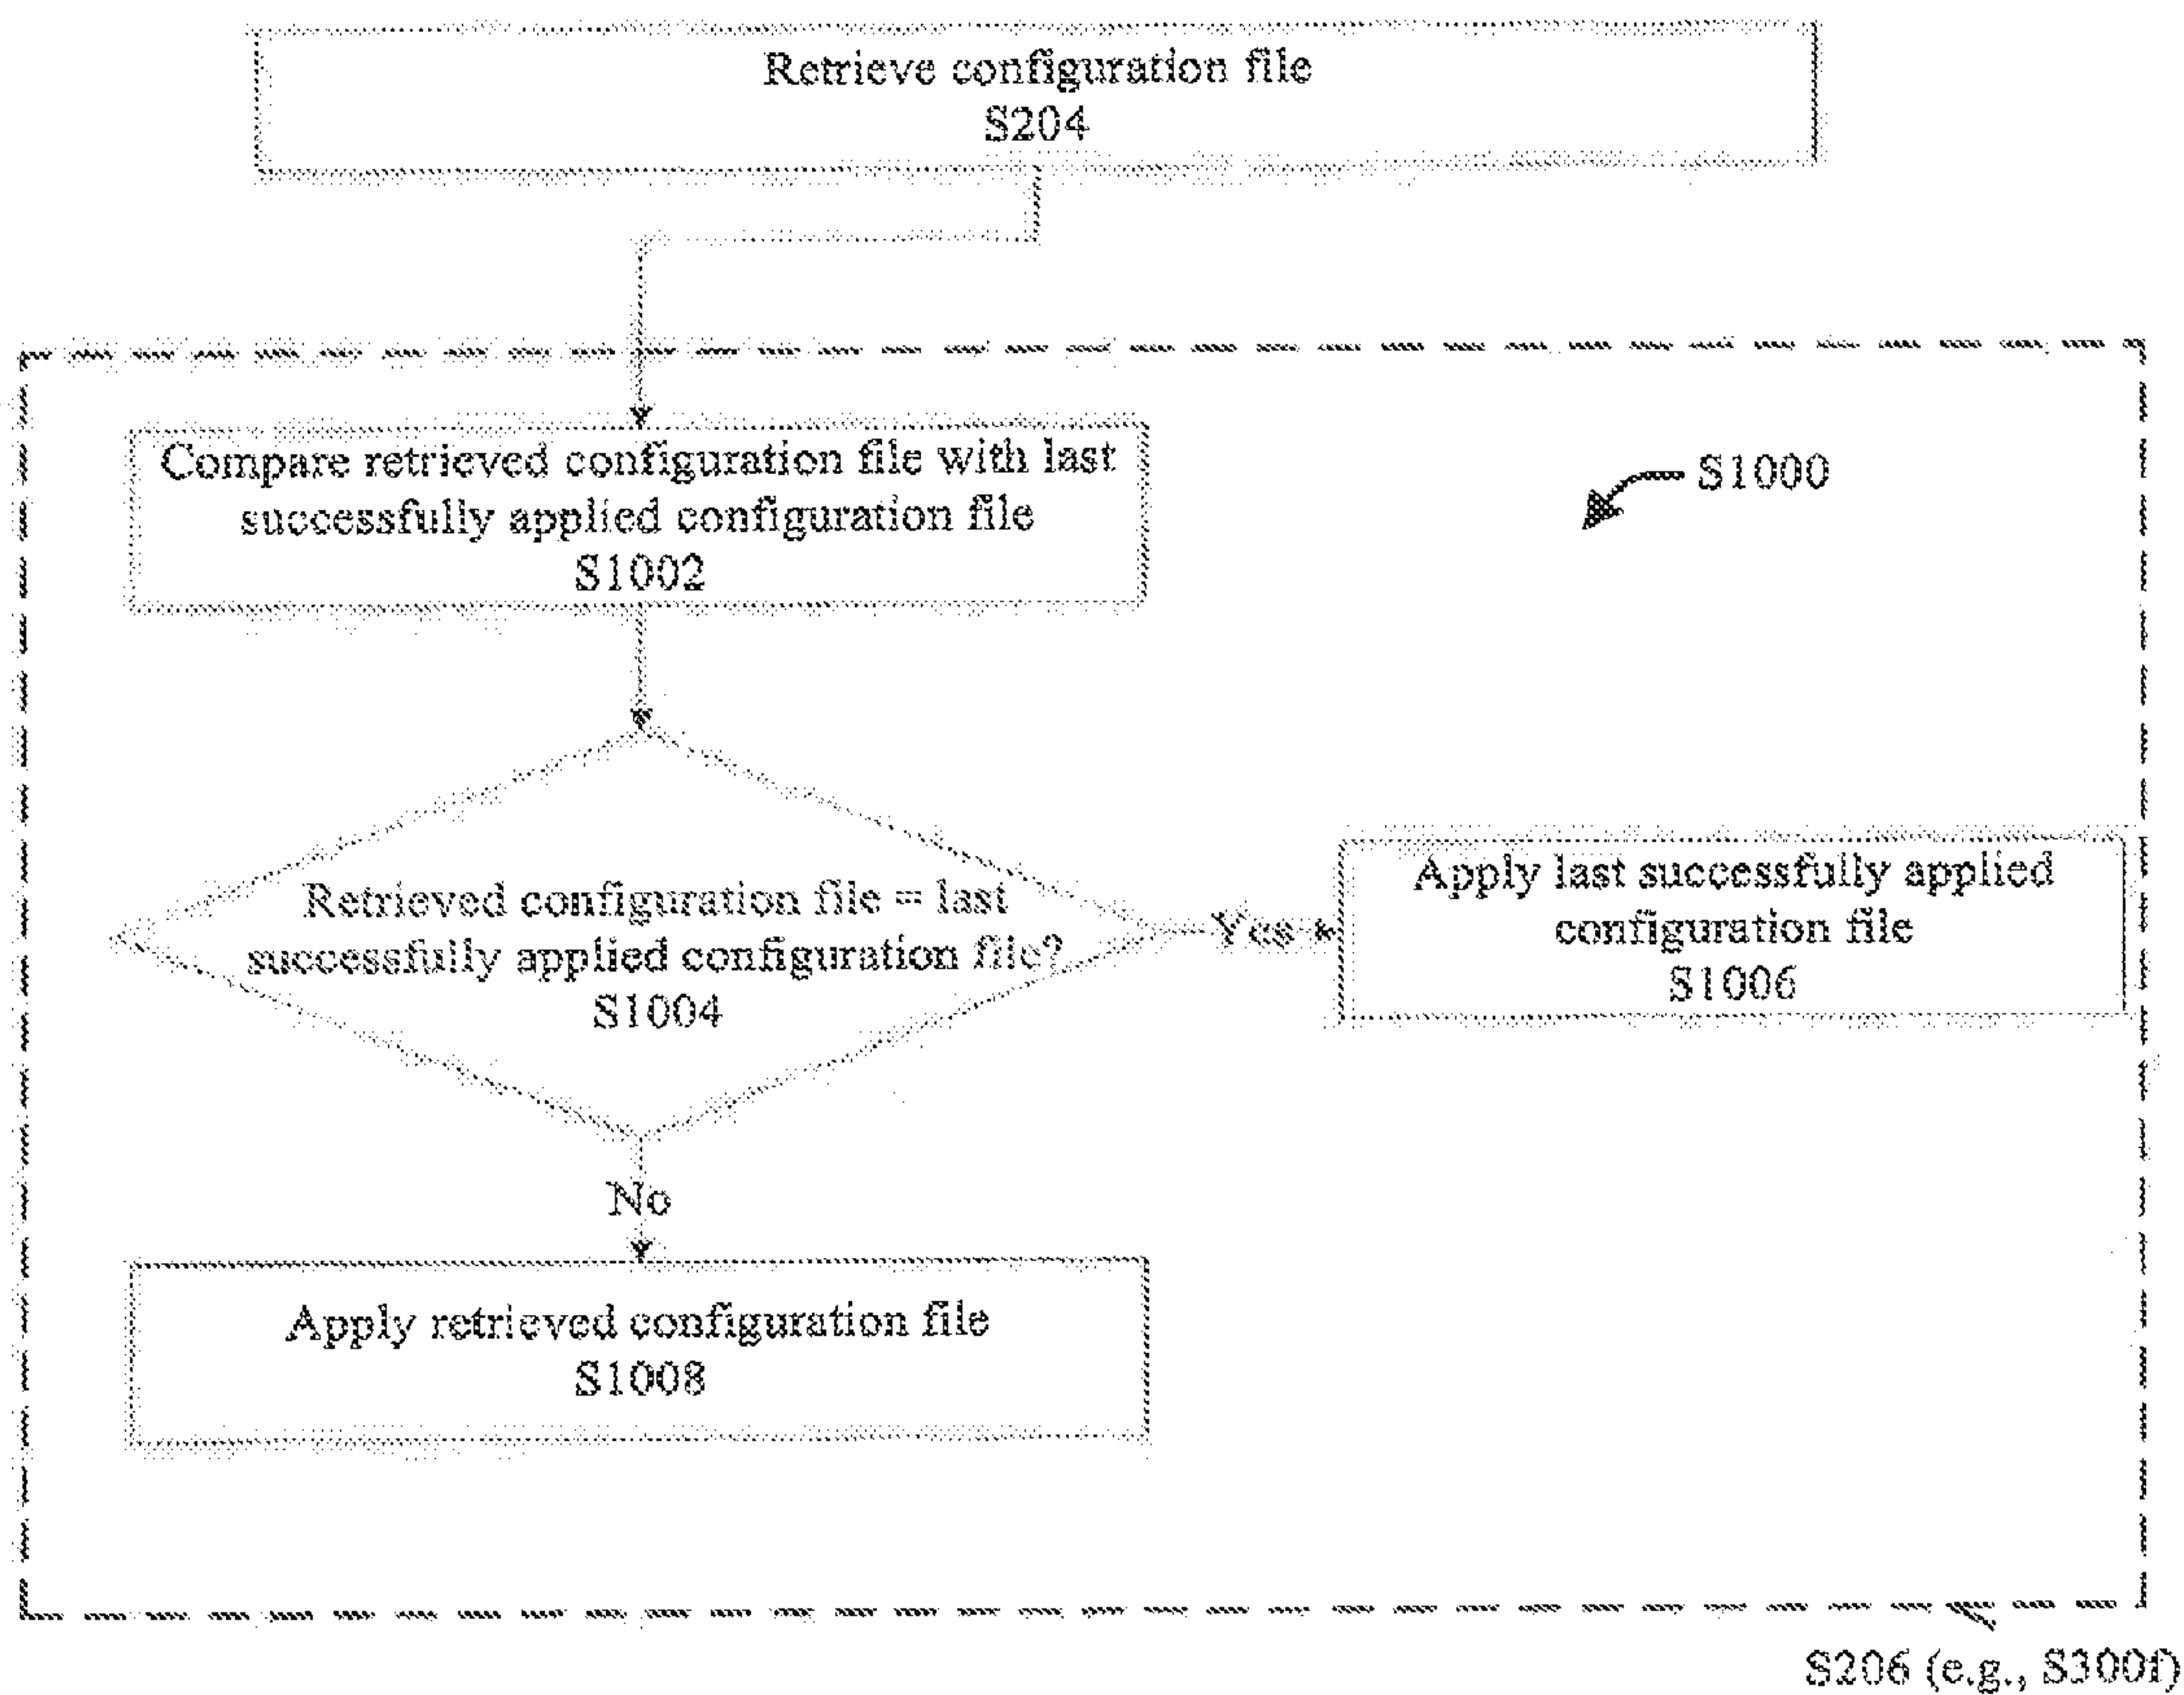 Retrieve configuration file
S204
Compare retrieved configuration file with last
successfully applied configuration file
S1002
S1000
Retrieved configuration file = last
successfully applied configuration file?
S1004
Yes
Apply last successfully applied
configuration file
S1006
No
Apply retrieved configuration file
S1008
S206 (e.g., S300f)